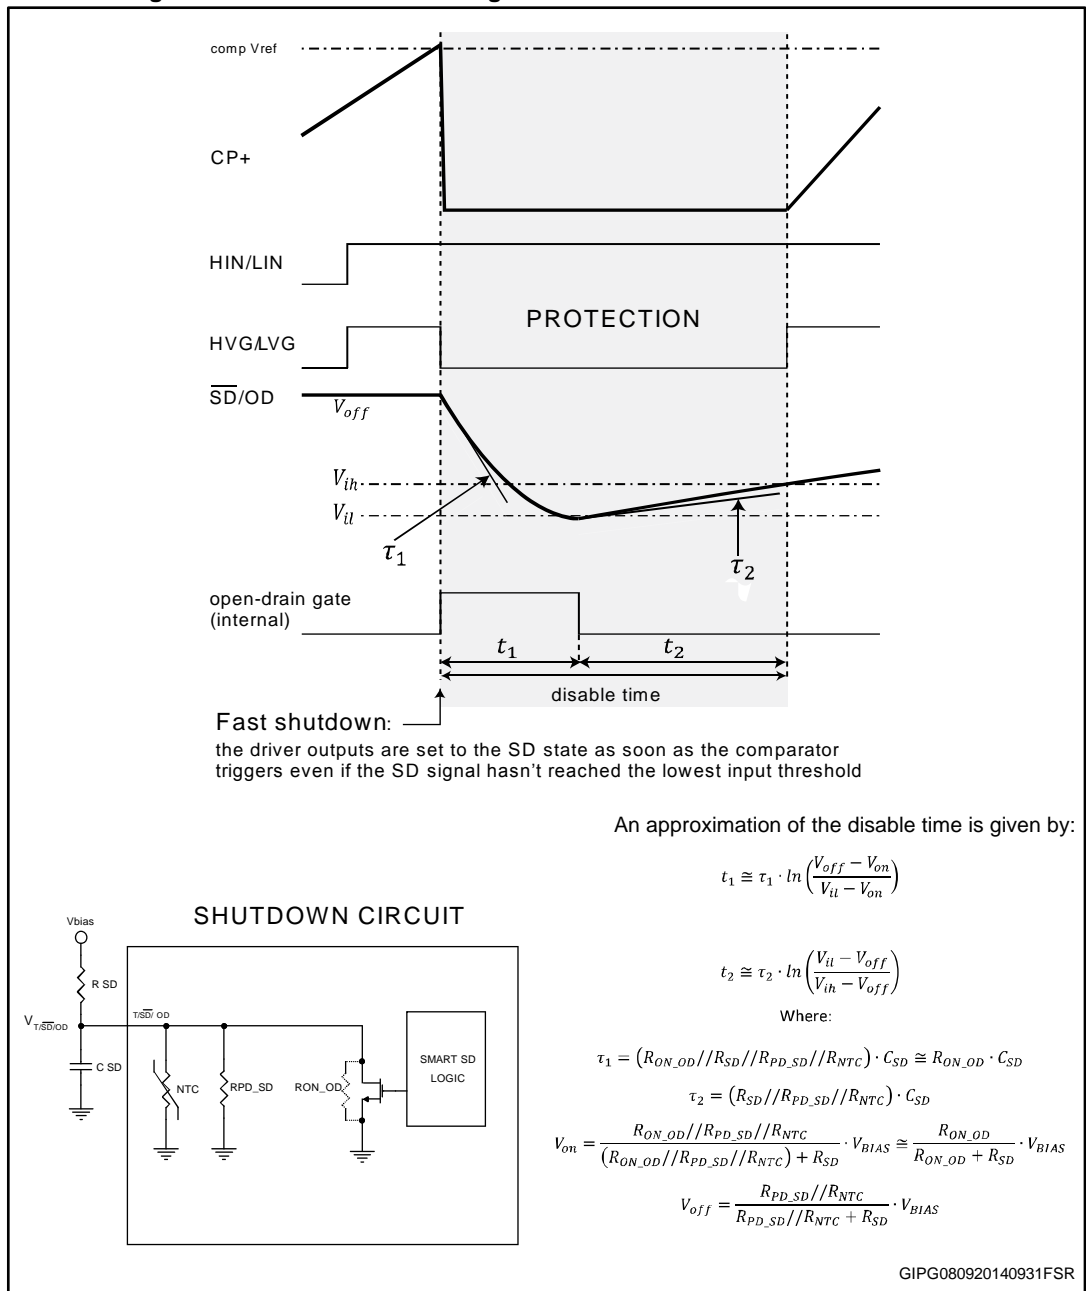 comp Vref
CP+
HIN/LIN
PROTECTION
HVG/LVG
SD/OD
V_off
V_ih
V_il
τ_1
τ_2
open-drain gate
(internal)
t_1
t_2
disable time
Fast shutdown:
the driver outputs are set to the SD state as soon as the comparator
triggers even if the SD signal hasn't reached the lowest input threshold
An approximation of the disable time is given by:
t_1 ≅ τ_1 · ln((V_off − V_on)/(V_il − V_on))
SHUTDOWN CIRCUIT
Vbias
R SD
V T/SD/OD
T/SD/ OD
C SD
NTC
RPD_SD
RON_OD
SMART SD
LOGIC
t_2 ≅ τ_2 · ln((V_il − V_off)/(V_ih − V_off))
Where:
τ_1 = (R_ON_OD//R_SD//R_PD_SD//R_NTC) · C_SD ≅ R_ON_OD · C_SD
τ_2 = (R_SD//R_PD_SD//R_NTC) · C_SD
V_on = (R_ON_OD//R_PD_SD//R_NTC)/((R_ON_OD//R_PD_SD//R_NTC) + R_SD) · V_BIAS ≅ R_ON_OD/(R_ON_OD + R_SD) · V_BIAS
V_off = (R_PD_SD//R_NTC)/(R_PD_SD//R_NTC + R_SD) · V_BIAS
GIPG080920140931FSR